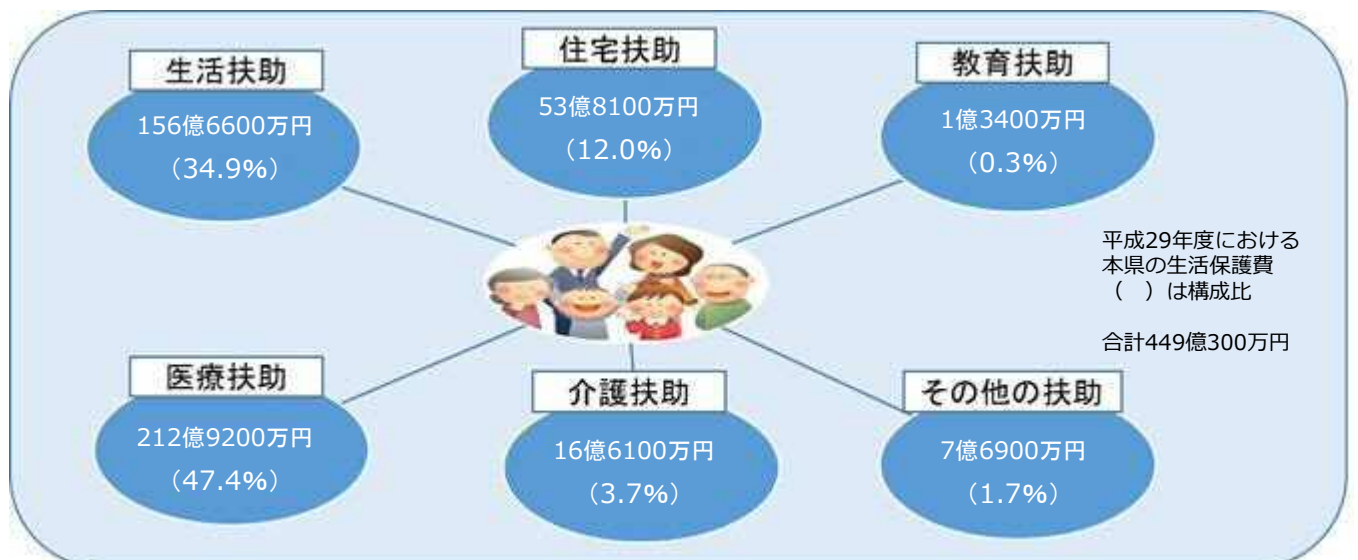 生活扶助
156億6600万円
（34.9%）
住宅扶助
53億8100万円
（12.0%）
教育扶助
1億3400万円
（0.3%）
平成29年度における
本県の生活保護費
（　）は構成比
合計449億300万円
医療扶助
212億9200万円
（47.4%）
介護扶助
16億6100万円
（3.7%）
その他の扶助
7億6900万円
（1.7%）